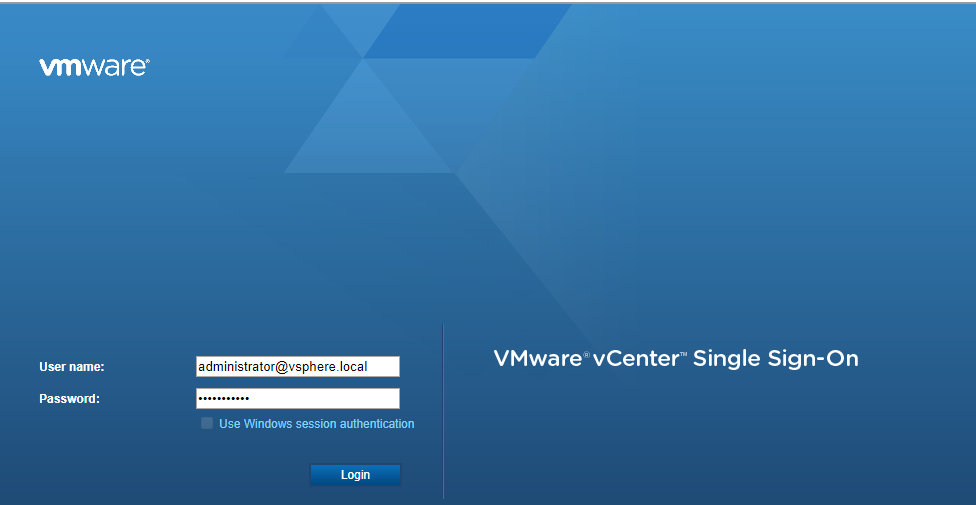 vmware®
User name: administrator@vsphere.local
Password: •••••••••••
Use Windows session authentication
Login
VMware® vCenter™ Single Sign-On